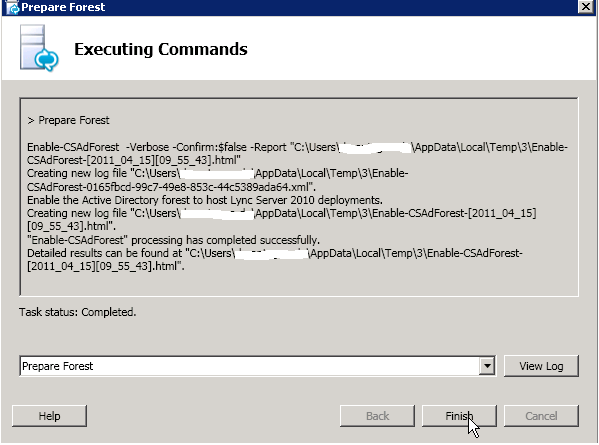 Prepare Forest
Executing Commands
> Prepare Forest
Enable-CSAdForest -Verbose -Confirm:$false -Report "C:\Users\ \AppData\Local\Temp\3\Enable-
CSAdForest-[2011_04_15][09_55_43].html"
Creating new log file "C:\Users\ \AppData\Local\Temp\3\Enable-
CSAdForest-0165fbcd-99c7-49e8-853c-44c5389ada64.xml".
Enable the Active Directory forest to host Lync Server 2010 deployments.
Creating new log file "C:\Users\ \AppData\Local\Temp\3\Enable-CSAdForest-[2011_04_15]
[09_55_43].html".
"Enable-CSAdForest" processing has completed successfully.
Detailed results can be found at "C:\Users\ \AppData\Local\Temp\3\Enable-CSAdForest-
[2011_04_15][09_55_43].html".
Task status: Completed.
Prepare Forest
View Log
Help
Back
Finish
Cancel